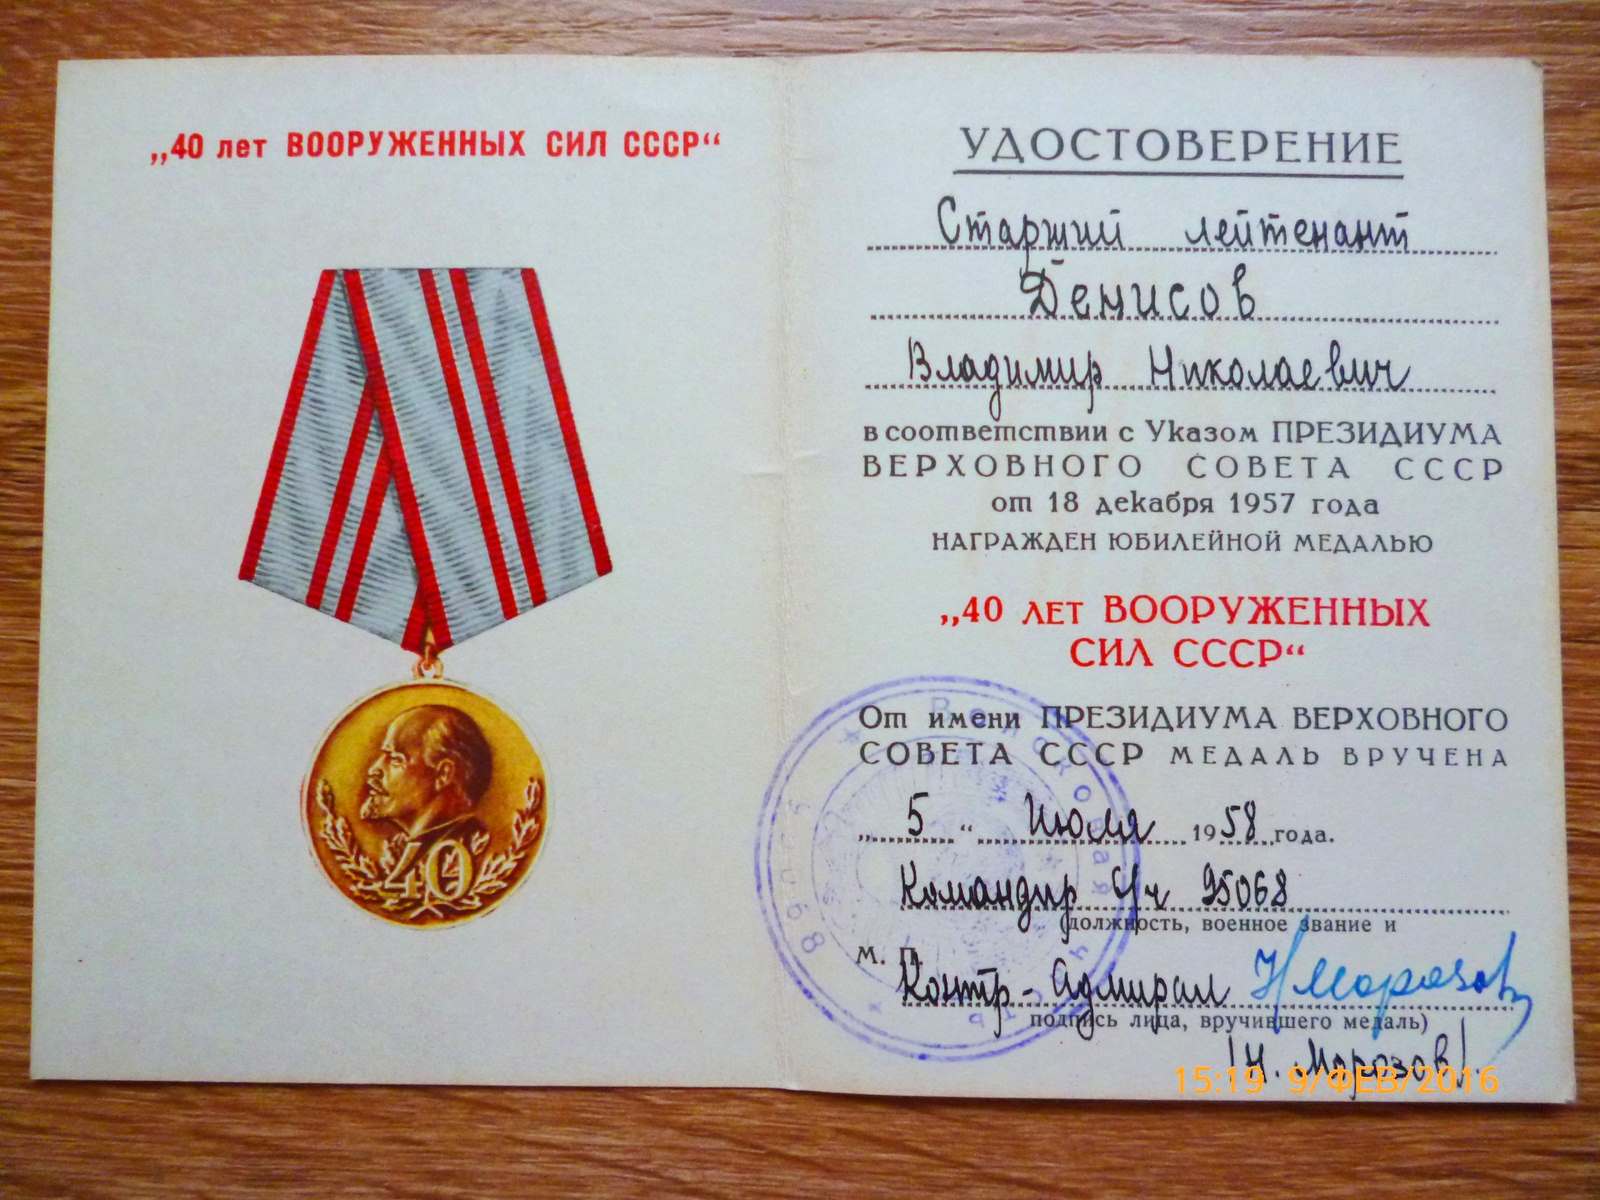 „40 лет ВООРУЖЕННЫХ СИЛ СССР“
40
УДОСТОВЕРЕНИЕ
Старший лейтенант
Денисов
Владимир Николаевич
в соответствии с Указом ПРЕЗИДИУМА
ВЕРХОВНОГО СОВЕТА СССР
от 18 декабря 1957 года
НАГРАЖДЕН ЮБИЛЕЙНОЙ МЕДАЛЬЮ
„40 ЛЕТ ВООРУЖЕННЫХ
СИЛ СССР“
От имени ПРЕЗИДИУМА ВЕРХОВНОГО
СОВЕТА СССР МЕДАЛЬ ВРУЧЕНА
„5“ Июля 1958 года.
Командир в/ч 95068
(должность, военное звание и
М. П.
Контр-Адмирал НМорозов
подпись лица, вручившего медаль)
/Н. Морозов/.
Войсковая часть
15:19 9/ФЕВ/2016